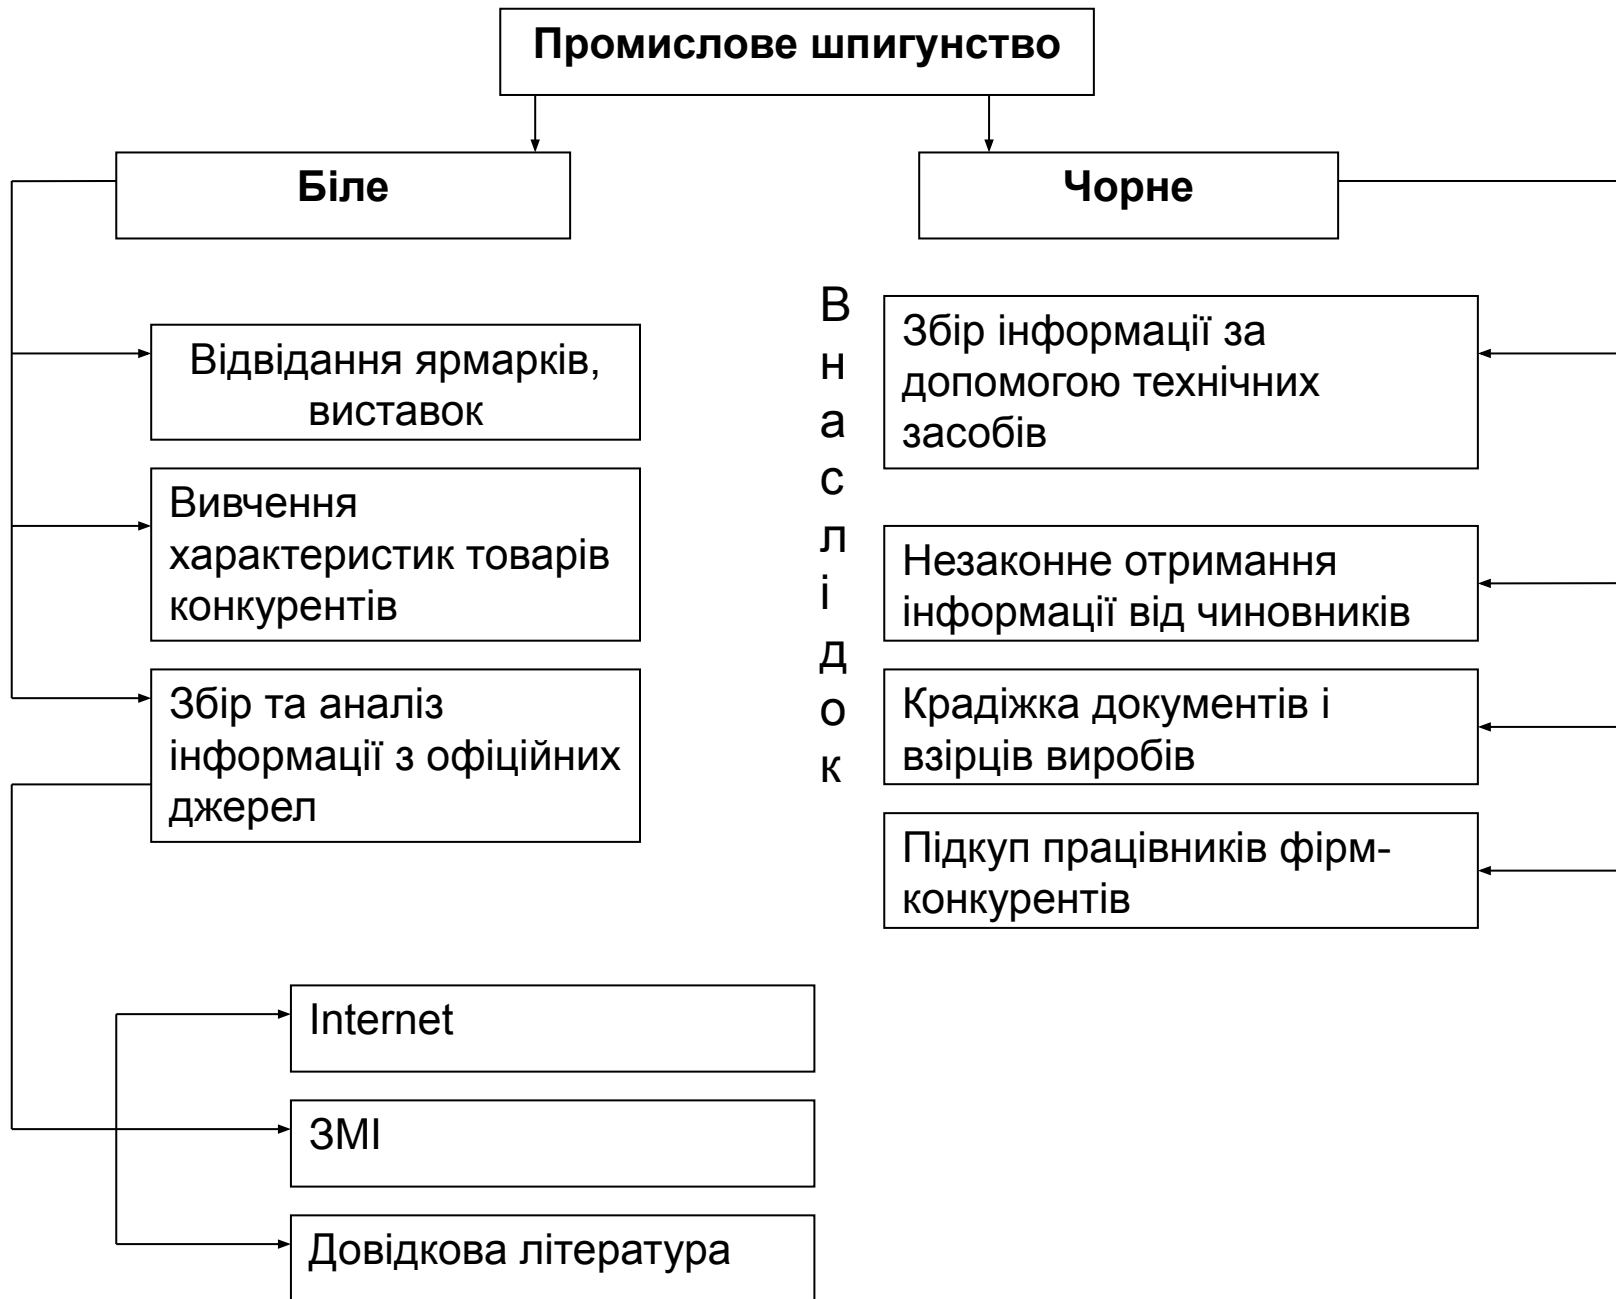 Промислове шпигунство
Біле
Чорне
Відвідання ярмарків,
виставок
Вивчення
характеристик товарів
конкурентів
Збір та аналіз
інформації з офіційних
джерел
Внаслідок
Збір інформації за
допомогою технічних
засобів
Незаконне отримання
інформації від чиновників
Крадіжка документів і
взірців виробів
Підкуп працівників фірм-
конкурентів
Internet
ЗМІ
Довідкова література